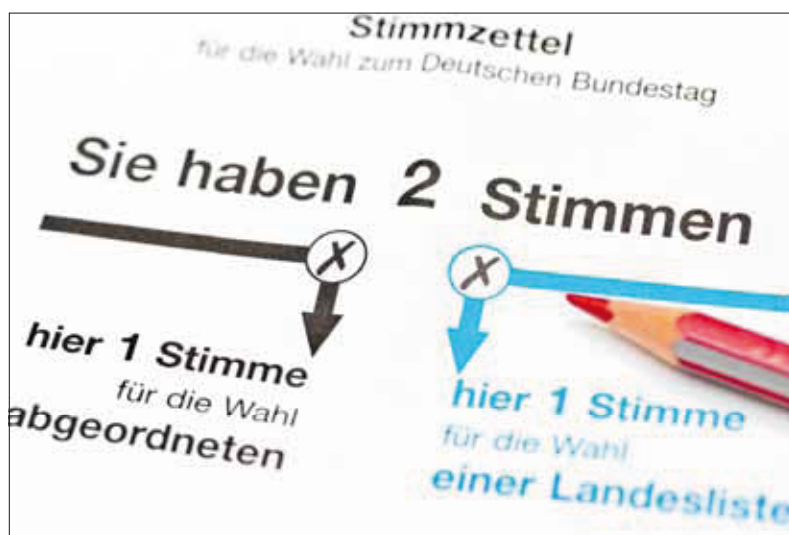 Stimmzettel
für die Wahl zum Deutschen Bundestag
Sie haben 2 Stimmen
X
hier 1 Stimme
für die Wahl
abgeordneten
X
hier 1 Stimme
für die Wahl
einer Landesliste